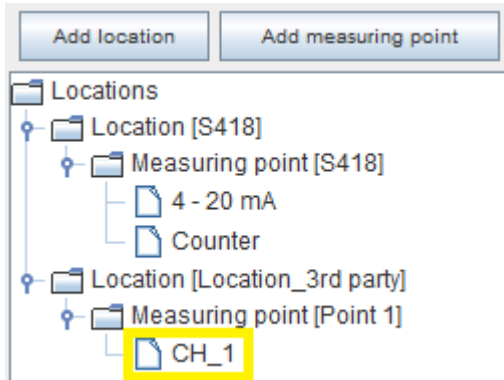 Add location Add measuring point
Locations
Location [S418]
Measuring point [S418]
4 - 20 mA
Counter
Location [Location_3rd party]
Measuring point [Point 1]
CH_1